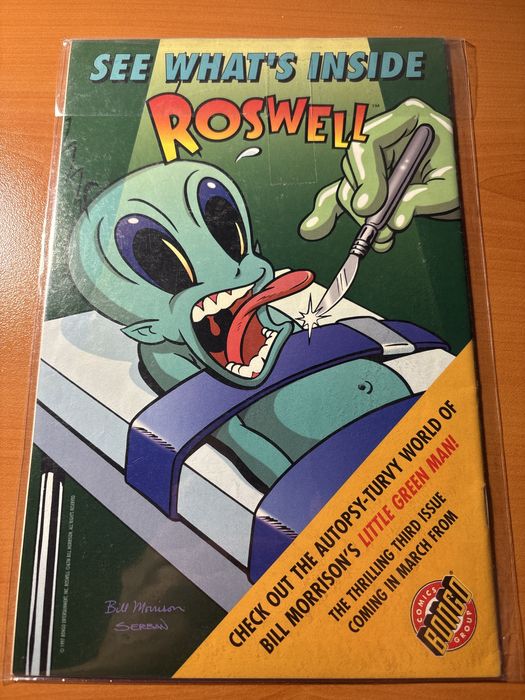 SEE WHAT'S INSIDE
ROSWELL™
CHECK OUT THE AUTOPSY-TURVY WORLD OF
BILL MORRISON'S LITTLE GREEN MAN!
THE THRILLING THIRD ISSUE
COMING IN MARCH FROM
BONGO®
COMICS
GROUP
Bill Morrison
SERBAN